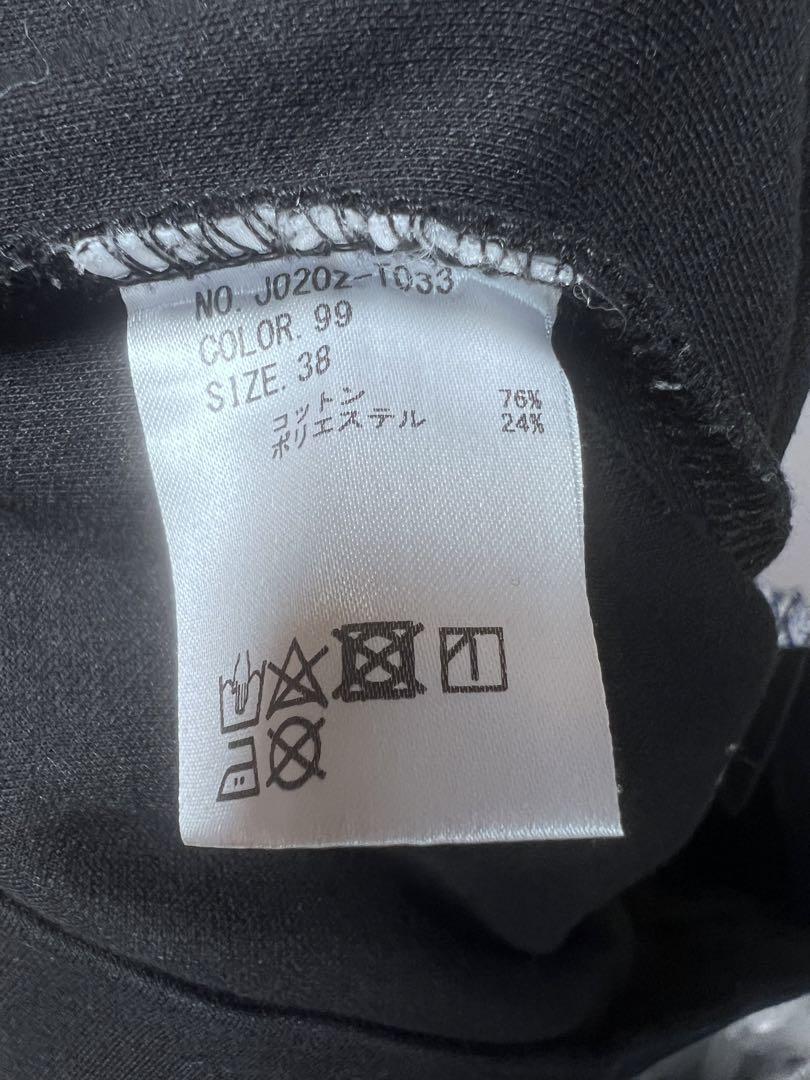 NO. J020z-T033
COLOR. 99
SIZE. 38
コットン 76%
ポリエステル 24%